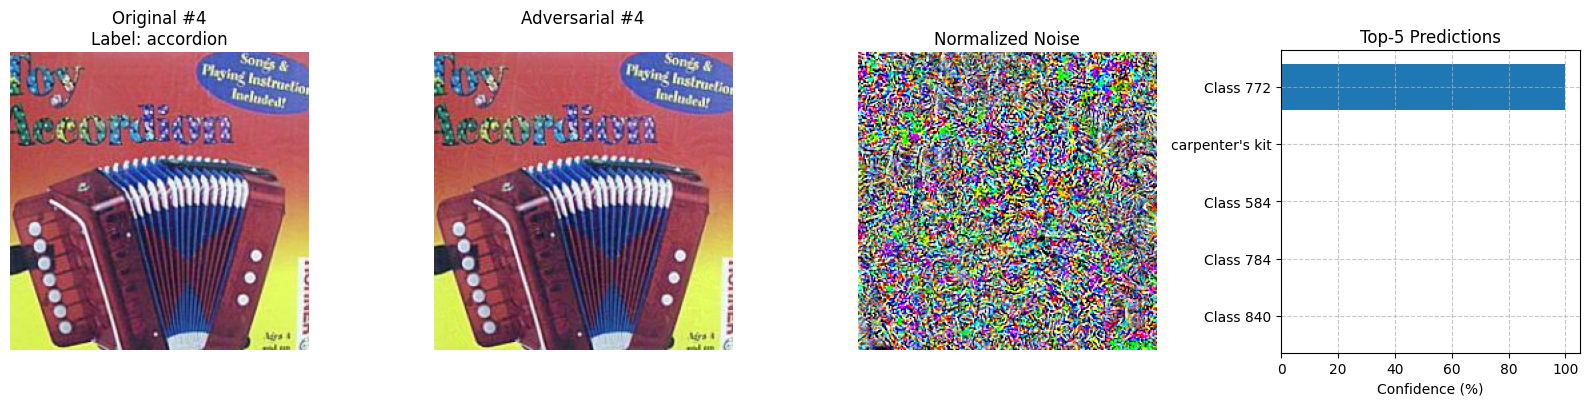 Original #4
Label: accordion
Toy
Accordion
Songs &
Playing Instruction
Included!
HOHNER
Ages 4
and up
Adversarial #4
Toy
Accordion
Songs &
Playing Instruction
Included!
HOHNER
Ages 4
and up
Normalized Noise
Top-5 Predictions
Class 772
carpenter's kit
Class 584
Class 784
Class 840
0 20 40 60 80 100
Confidence (%)